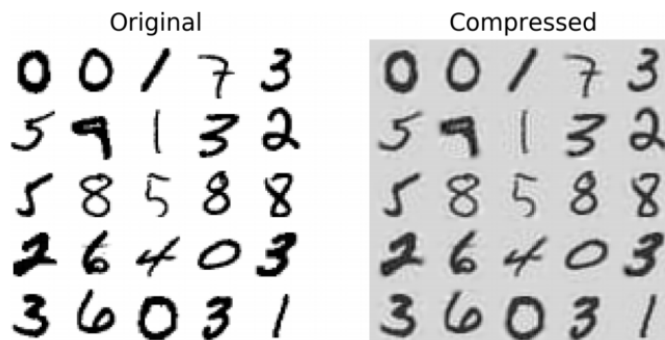 Original Compressed
0 0 1 7 3 0 0 1 7 3
5 9 1 3 2 5 9 1 3 2
5 8 5 8 8 5 8 5 8 8
2 6 4 0 3 2 6 4 0 3
3 6 0 3 1 3 6 0 3 1